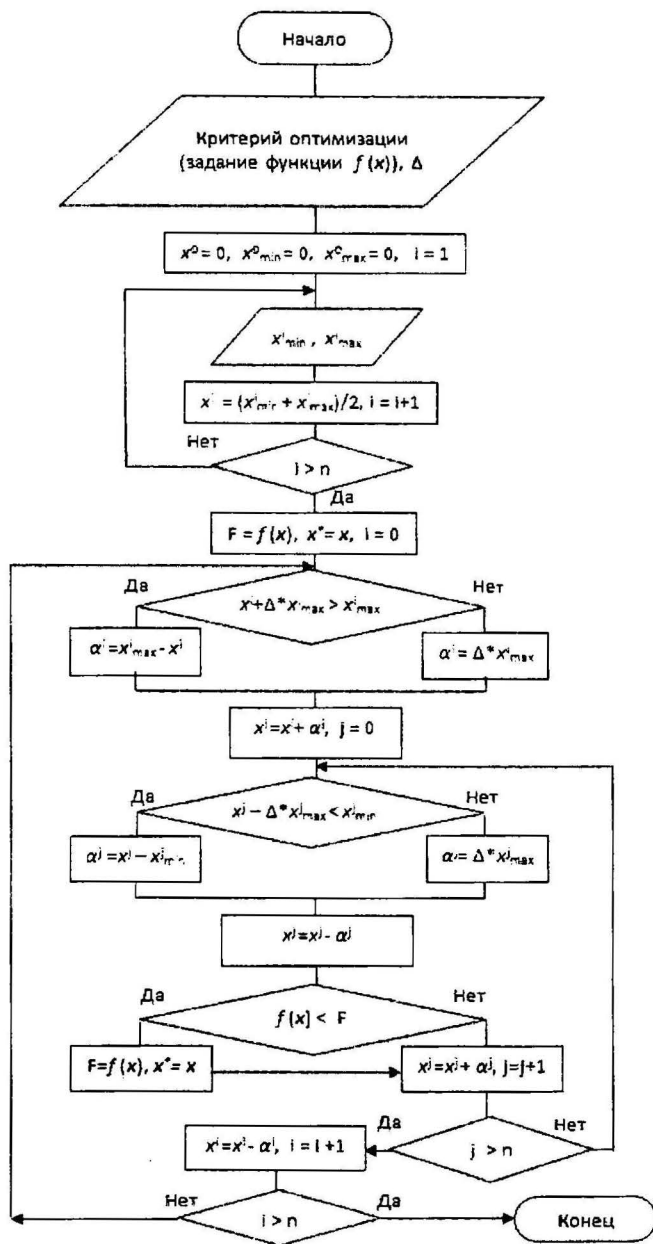 Начало
Критерий оптимизации
(задание функции f (x)), Δ
x⁰ = 0, x⁰min = 0, x⁰max = 0, i = 1
xⁱmin , xⁱmax
xⁱ = (xⁱmin + xⁱmax)/2, i = i+1
Нет
i > n
Да
F = f (x), x* = x, i = 0
Да
Нет
xⁱ+Δ* xⁱmax > xⁱmax
αⁱ=xⁱmax - xⁱ
αⁱ = Δ* xⁱmax
xⁱ=xⁱ+ αⁱ, j = 0
Да
Нет
xʲ – Δ* xʲmax < xʲmin
αʲ =xʲ – xʲmin
αʲ= Δ* xʲmax
xʲ=xʲ- αʲ
Да
Нет
f (x] < F
F=f (x), x* = x
xʲ=xʲ+ αʲ, j=j+1
Да
Нет
xⁱ=xⁱ- αⁱ, i = i +1
j > n
Нет
Да
i > n
Конец